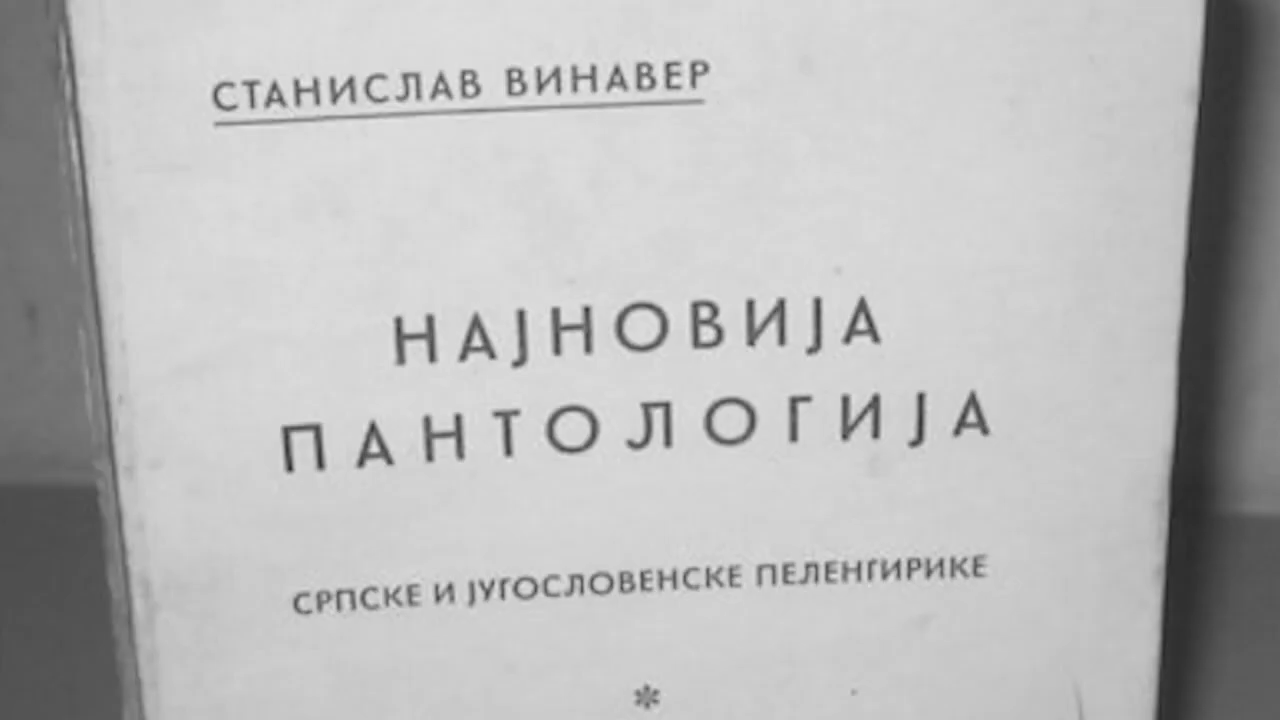 СТАНИСЛАВ ВИНАВЕР
НАЈНОВИЈА
ПАНТОЛОГИЈА
СРПСКЕ И ЈУГОСЛОВЕНСКЕ ПЕЛЕНГИРИКЕ
*